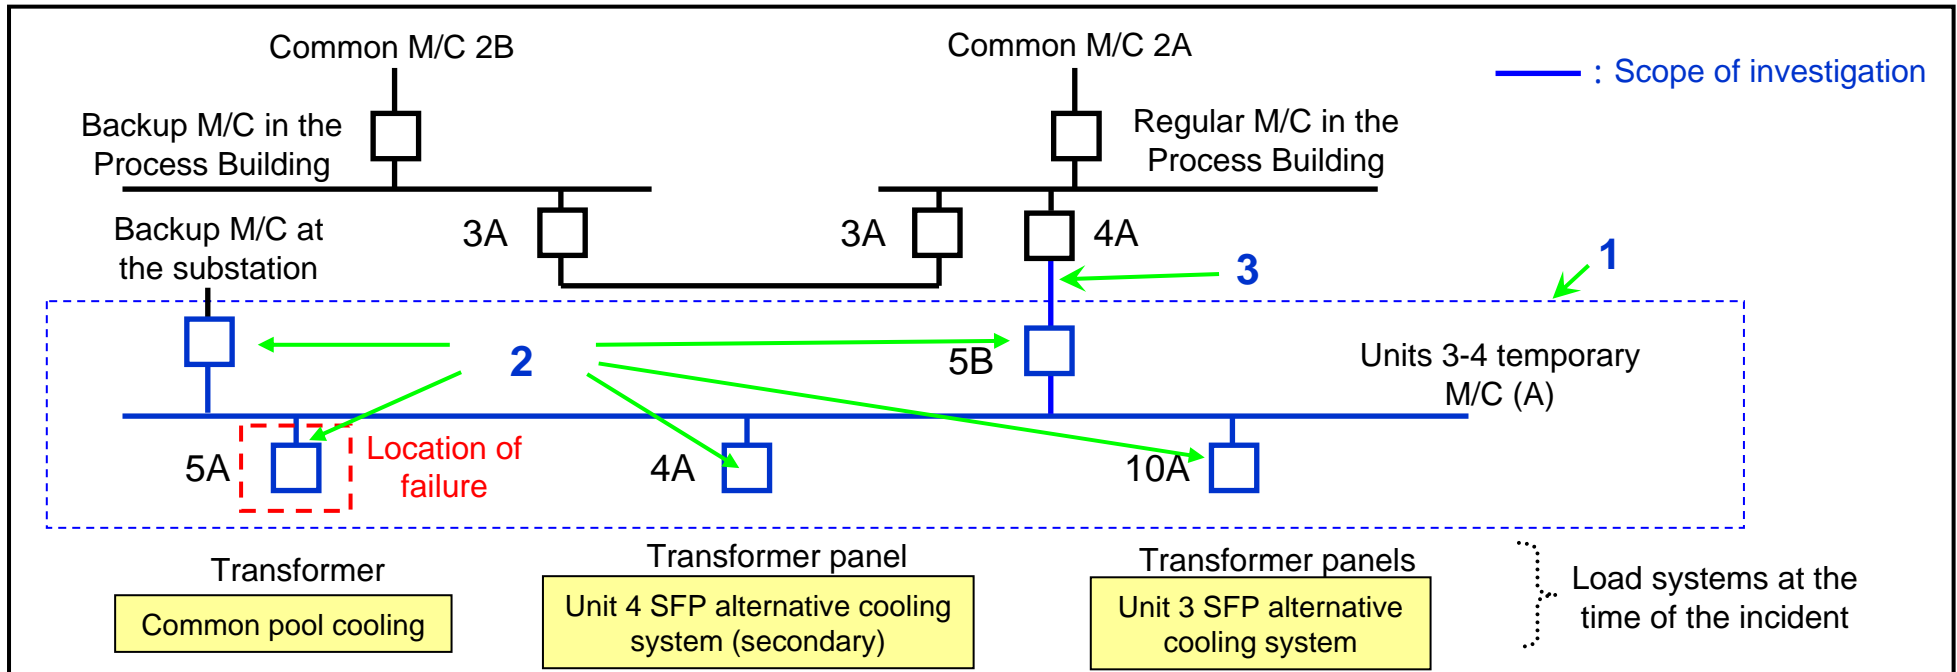 Common M/C 2B
Common M/C 2A
: Scope of investigation
Backup M/C in the
Process Building
Regular M/C in the
Process Building
Backup M/C at
the substation
3A
3A
4A
1
3
2
5B
Units 3-4 temporary
M/C (A)
5A
Location of
failure
4A
10A
Transformer
Common pool cooling
Transformer panel
Unit 4 SFP alternative cooling
system (secondary)
Transformer panels
Unit 3 SFP alternative
cooling system
Load systems at the
time of the incident